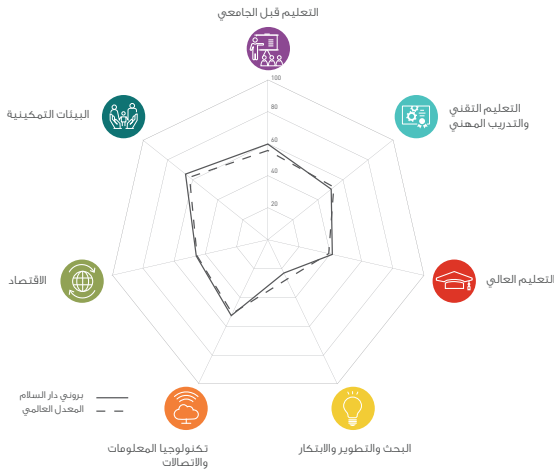 التعليم قبل الجامعي
100
80
60
40
20
التعليم التقني
والتدريب المهني
البيئات التمكينية
التعليم العالي
الاقتصاد
بروني دار السلام
المعدل العالمي
البحث والتطوير والابتكار
تكنولوجيا المعلومات
والاتصالات